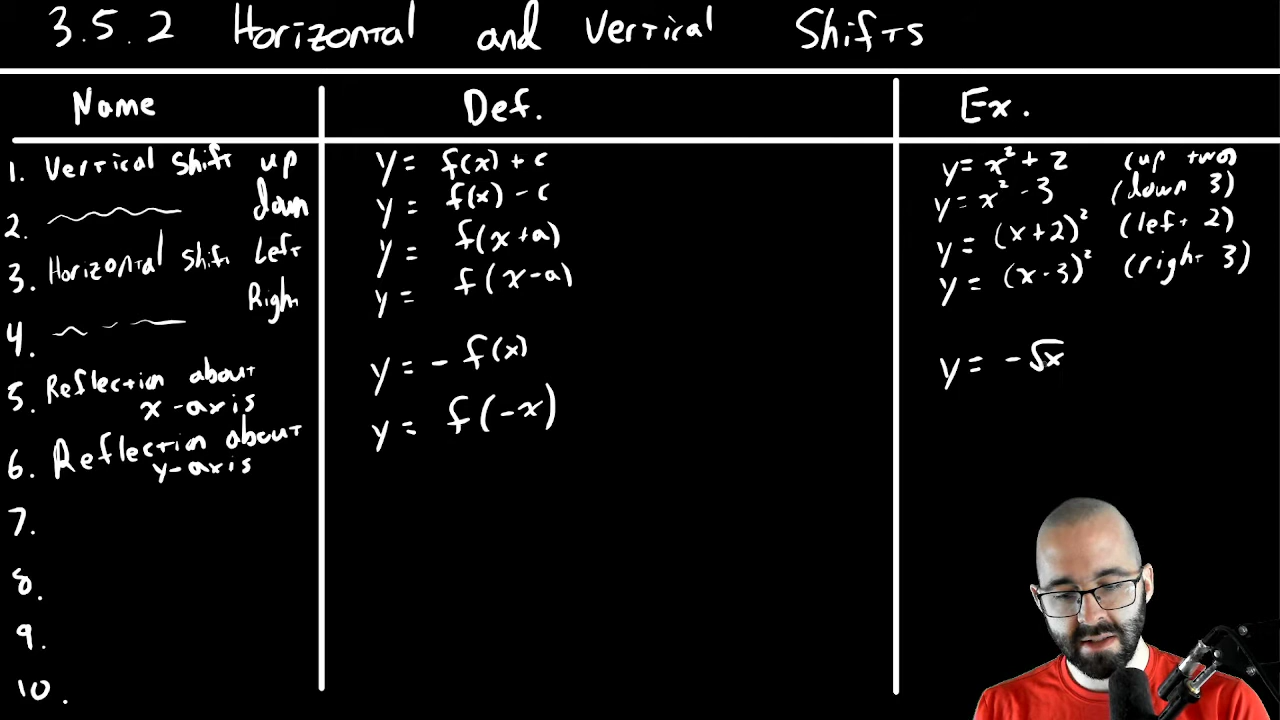 3.5.2 Horizontal and Vertical Shifts
Name Def. Ex.
1. Vertical Shift up y = f(x) + c y = x² + 2 (up two)
2. down y = f(x) - c y = x² - 3 (down 3)
3. Horizontal Shift Left y = f(x+a) y = (x+2)² (left 2)
4. Right y = f(x-a) y = (x-3)² (right 3)
5. Reflection about
x-axis y = - f(x) y = -√x
6. Reflection about
y-axis y = f(-x)
7.
8.
9.
10.